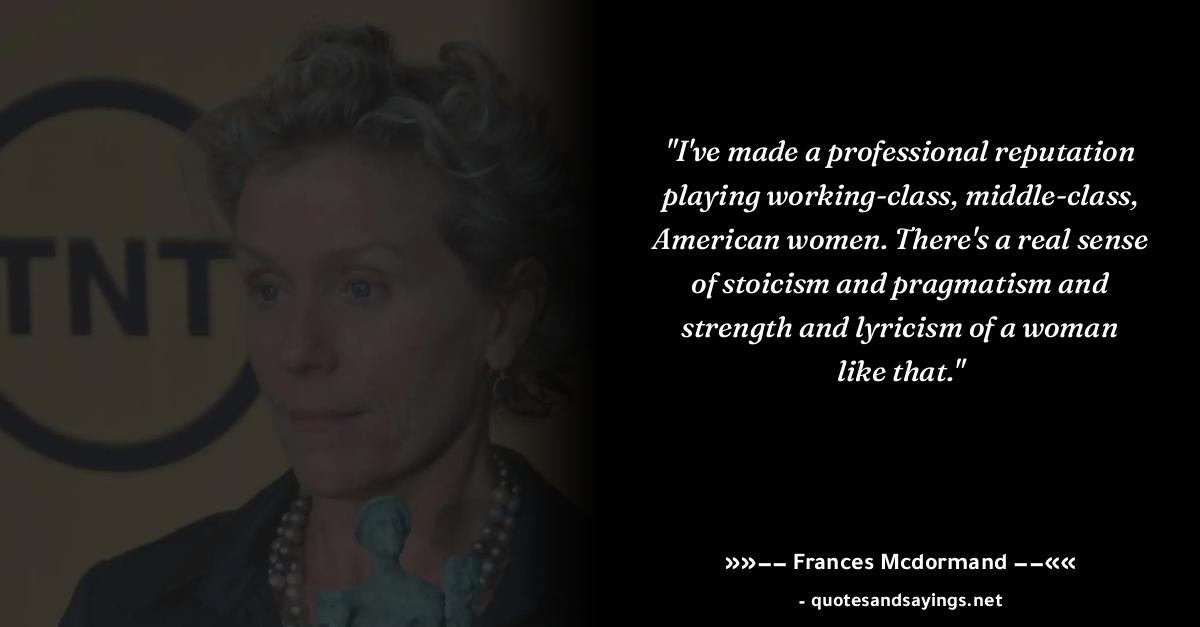 TNT
"I've made a professional reputation
playing working-class, middle-class,
American women. There's a real sense
of stoicism and pragmatism and
strength and lyricism of a woman
like that."
»»−− Frances Mcdormand −−««
- quotesandsayings.net